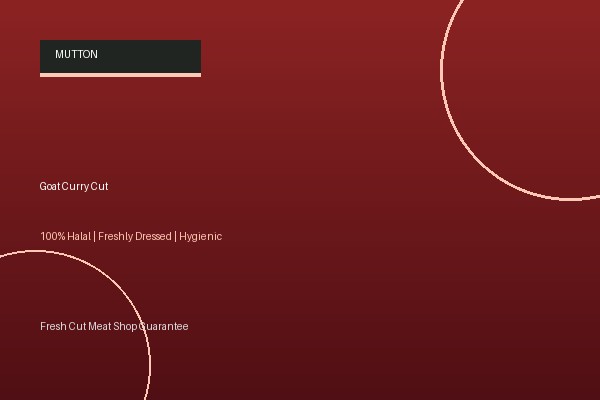 MUTTON
Goat Curry Cut
100% Halal | Freshly Dressed | Hygienic
Fresh Cut Meat Shop Guarantee